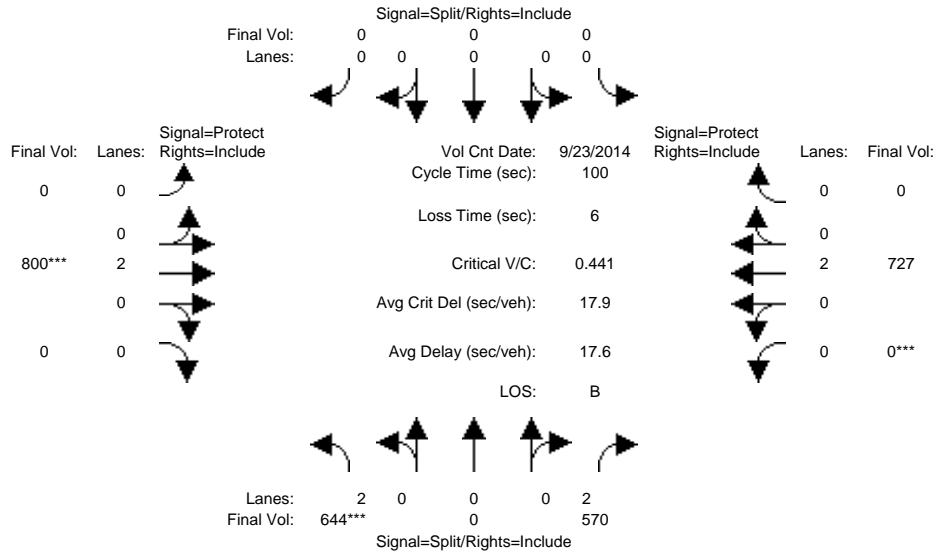 Signal=Split/Rights=Include
Final Vol: 0 0 0
Lanes: 0 0 0 0 0
Signal=Protect Signal=Protect
Final Vol: Lanes: Rights=Include Vol Cnt Date: 9/23/2014 Rights=Include Lanes: Final Vol:
Cycle Time (sec): 100
0 0 0 0
Loss Time (sec): 6
0 0
800*** 2 Critical V/C: 0.441 2 727
0 Avg Crit Del (sec/veh): 17.9 0
0 0 Avg Delay (sec/veh): 17.6 0 0***
LOS: B
Lanes: 2 0 0 0 2
Final Vol: 644*** 0 570
Signal=Split/Rights=Include